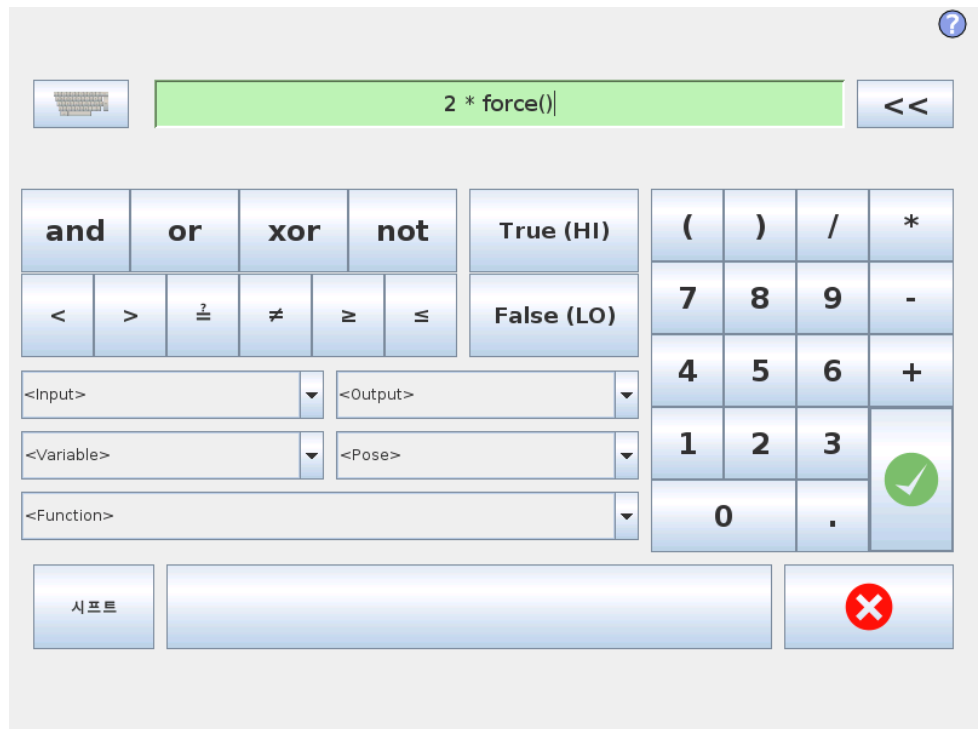 ?
2 * force()
<<
and or xor not True (HI) ( ) / *
< > ≟ ≠ ≥ ≤ False (LO) 7 8 9 -
<Input> <Output> 4 5 6 +
<Variable> <Pose> 1 2 3
<Function> 0 .
시프트